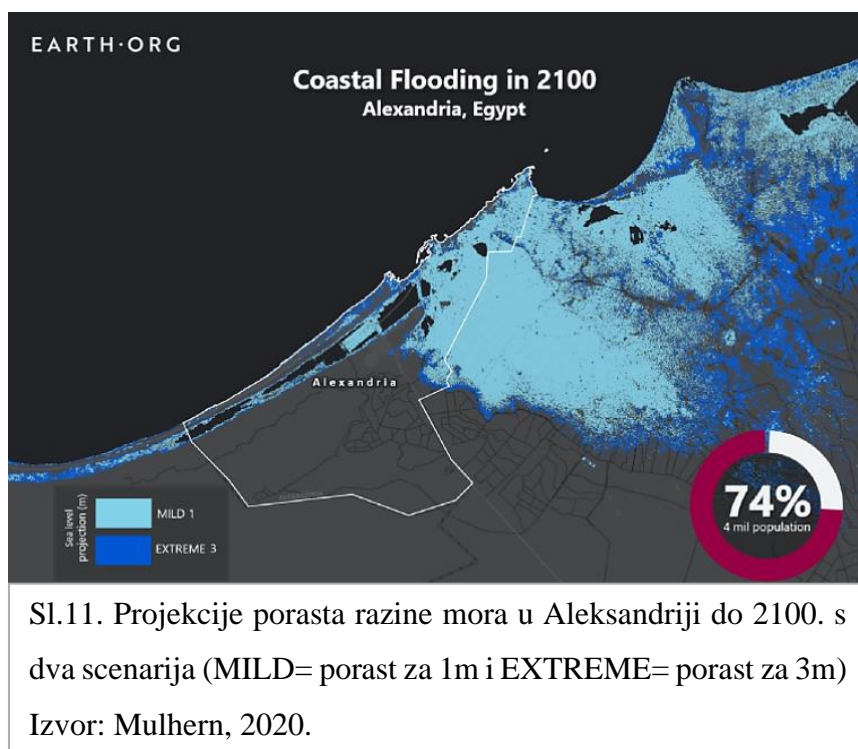 EARTH·ORG
Coastal Flooding in 2100
Alexandria, Egypt
Alexandria
Sea level
projection (m)
MILD 1
EXTREME 3
74%
4 mil population
Sl.11. Projekcije porasta razine mora u Aleksandriji do 2100. s
dva scenarija (MILD= porast za 1m i EXTREME= porast za 3m)
Izvor: Mulhern, 2020.